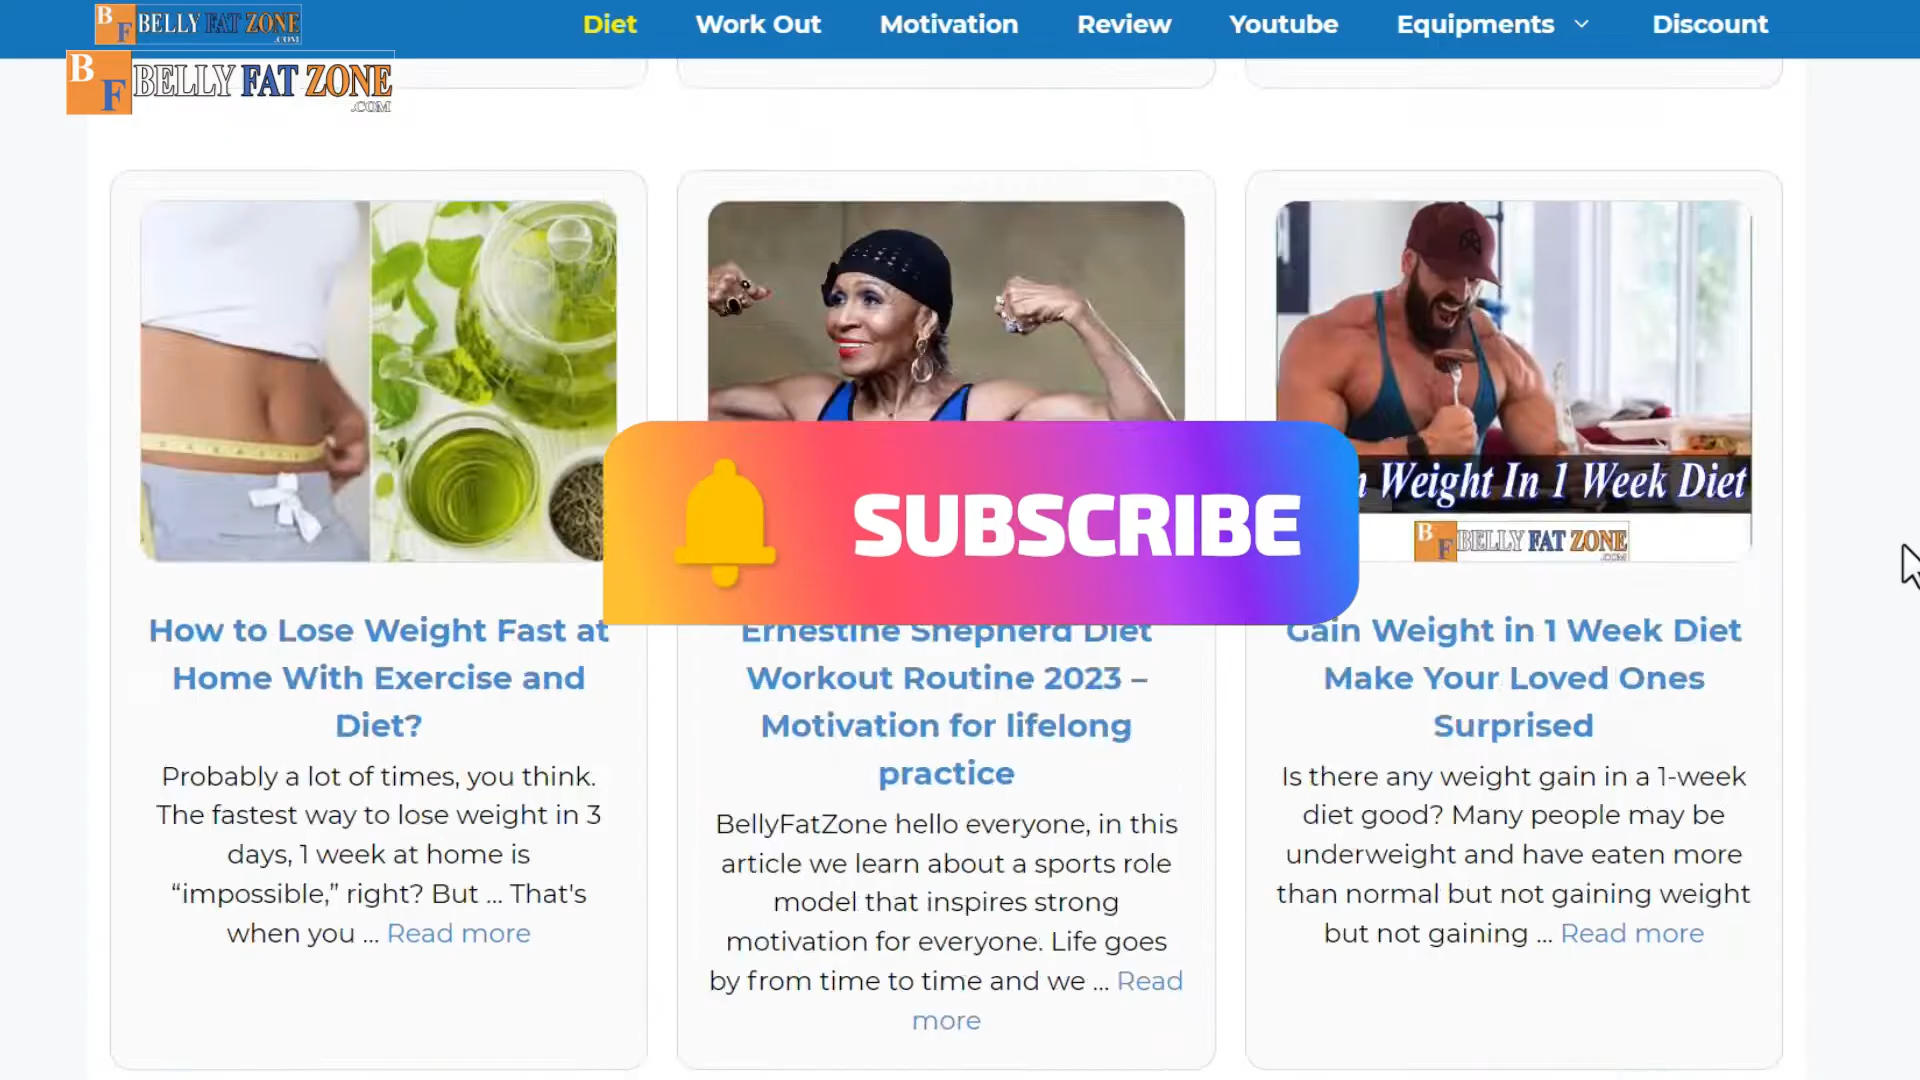 BF BELLY FAT ZONE
.COM
Diet
Work Out
Motivation
Review
Youtube
Equipments
Discount
BF BELLY FAT ZONE
.COM
Weight In 1 Week Diet
BF BELLY FAT ZONE
.COM
SUBSCRIBE
How to Lose Weight Fast at
Home With Exercise and
Diet?
Probably a lot of times, you think.
The fastest way to lose weight in 3
days, 1 week at home is
“impossible,” right? But ... That's
when you ... Read more
Ernestine Shepherd Diet
Workout Routine 2023 –
Motivation for lifelong
practice
BellyFatZone hello everyone, in this
article we learn about a sports role
model that inspires strong
motivation for everyone. Life goes
by from time to time and we ... Read
more
Gain Weight in 1 Week Diet
Make Your Loved Ones
Surprised
Is there any weight gain in a 1-week
diet good? Many people may be
underweight and have eaten more
than normal but not gaining weight
but not gaining ... Read more